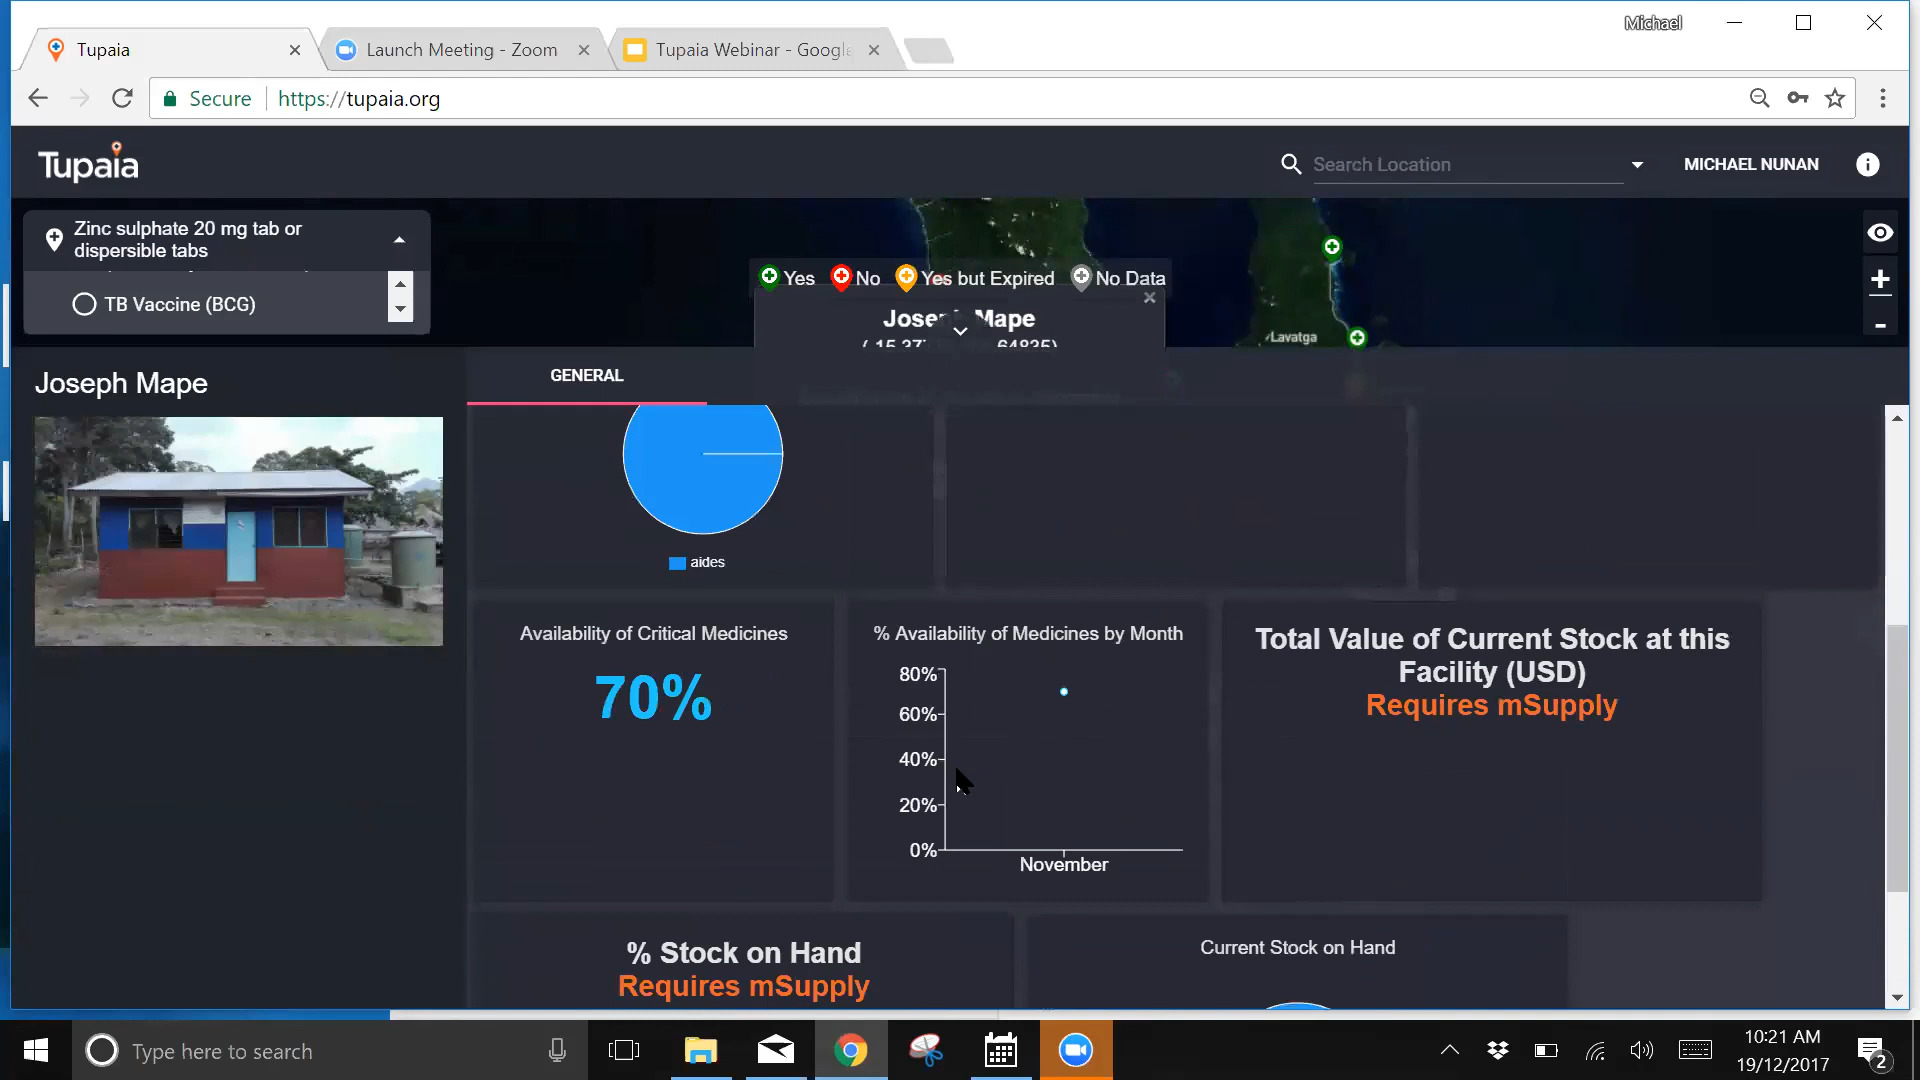 Michael
Tupaia
Launch Meeting - Zoom
Tupaia Webinar - Google
Secure
https://tupaia.org
Tupaia
Search Location
MICHAEL NUNAN
Zinc sulphate 20 mg tab or
dispersible tabs
TB Vaccine (BCG)
Yes
No
Yes but Expired
No Data
Mape
Lavatga
Joseph Mape
GENERAL
aides
Availability of Critical Medicines
70%
% Availability of Medicines by Month
80%
60%
40%
20%
0%
November
Total Value of Current Stock at this
Facility (USD)
Requires mSupply
% Stock on Hand
Requires mSupply
Current Stock on Hand
Type here to search
10:21 AM
19/12/2017
2